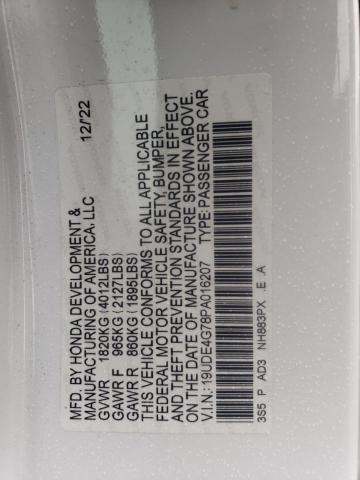 MFD. BY HONDA DEVELOPMENT &
MANUFACTURING OF AMERICA, LLC 12/22
GVWR 1820KG (4012LBS)
GAWR F 965KG (2127LBS)
GAWR R 860KG (1895LBS)
THIS VEHICLE CONFORMS TO ALL APPLICABLE
FEDERAL MOTOR VEHICLE SAFETY, BUMPER,
AND THEFT PREVENTION STANDARDS IN EFFECT
ON THE DATE OF MANUFACTURE SHOWN ABOVE.
V.I.N.: 19UDE4G78PA016207 TYPE: PASSENGER CAR
3S5 P AD3 NH883PX .E .A